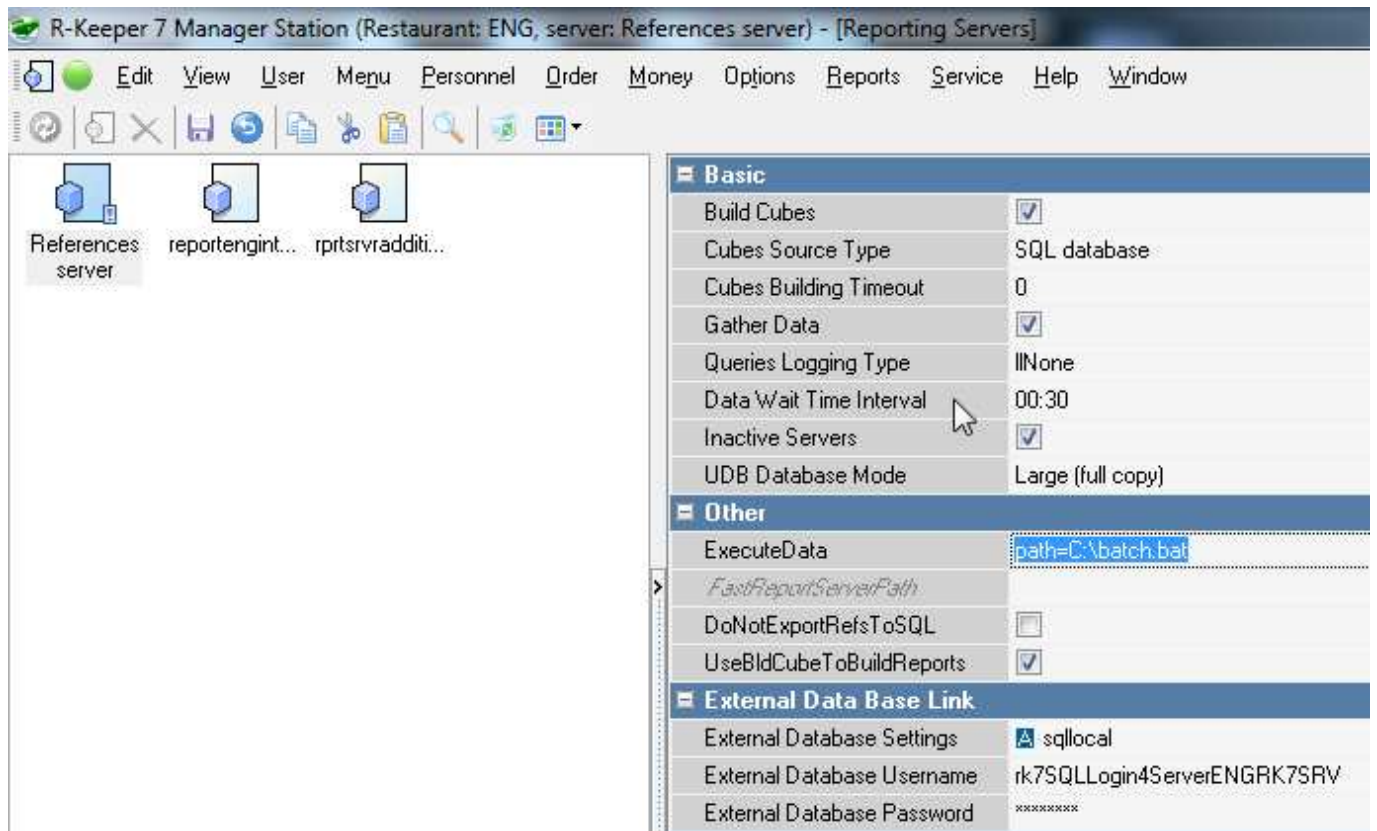 R-Keeper 7 Manager Station (Restaurant: ENG, server: References server) - [Reporting Servers]
Edit View User Menu Personnel Order Money Options Reports Service Help Window
References server
reportengint...
rprtsrvradditi...
Basic
Build Cubes
Cubes Source Type SQL database
Cubes Building Timeout 0
Gather Data
Queries Logging Type llNone
Data Wait Time Interval 00:30
Inactive Servers
UDB Database Mode Large (full copy)
Other
ExecuteData path=C:\batch.bat
FastReportServerPath
DoNotExportRefsToSQL
UseBldCubeToBuildReports
External Data Base Link
External Database Settings A sqllocal
External Database Username rk7SQLLogin4ServerENGRK7SRV
External Database Password ********